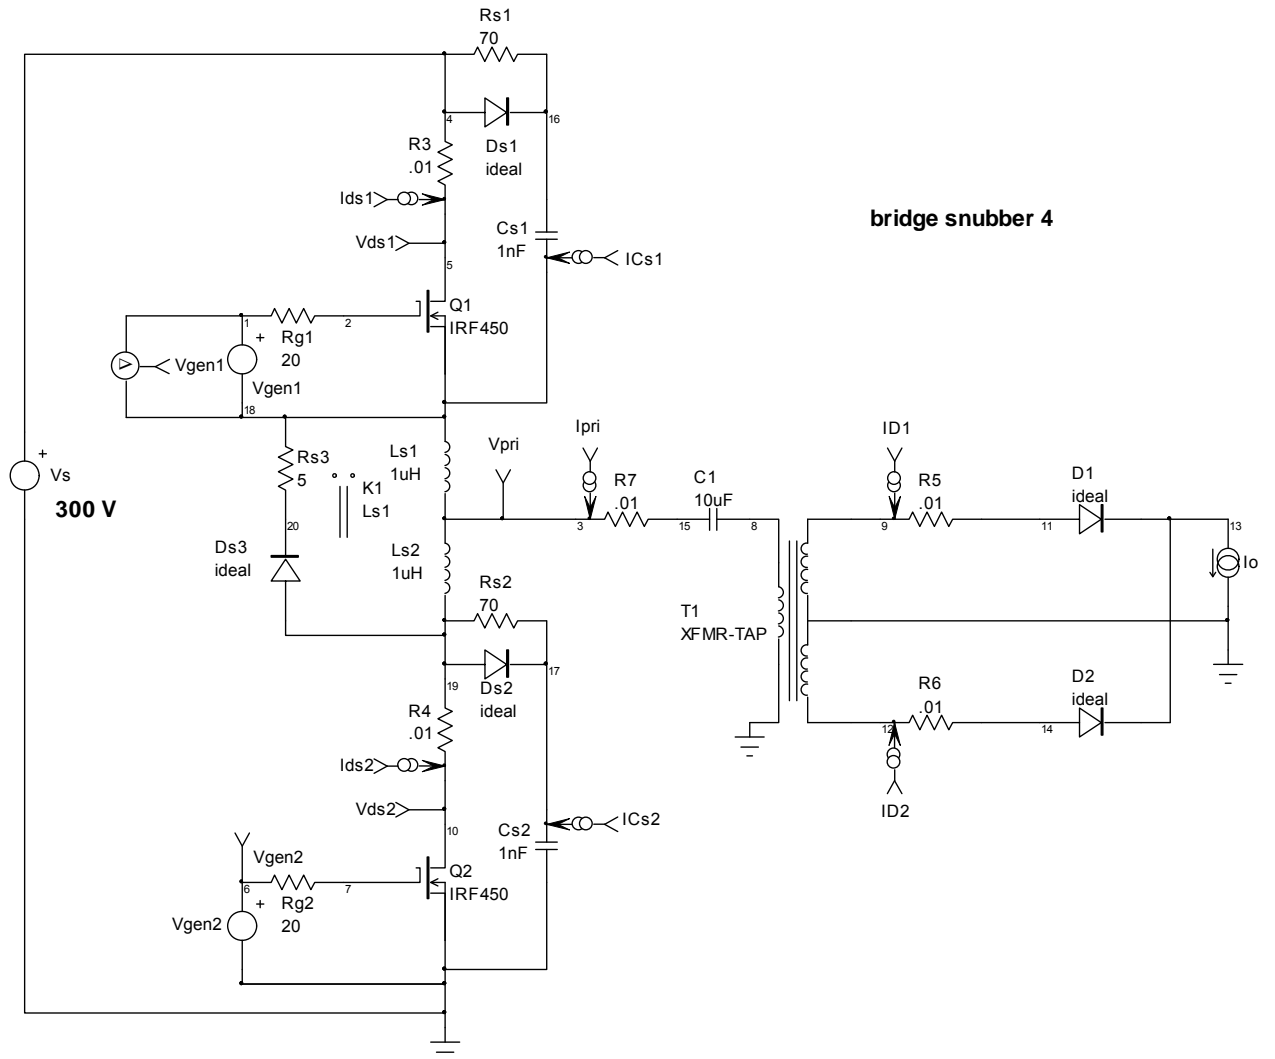 Rs1
70
4
16
Ds1
ideal
R3
.01
Ids1
bridge snubber 4
Cs1
1nF
ICs1
Vds1
5
Q1
IRF450
1
2
+
Rg1
20
V
Vgen1
Vgen1
18
Ls1
1uH
Vpri
Ipri
ID1
Rs3
5
K1
Ls1
+
Vs
300 V
R7
.01
C1
10uF
R5
.01
D1
ideal
3
15
8
9
11
13
20
Ds3
ideal
Ls2
1uH
Io
Rs2
70
T1
XFMR-TAP
17
19
Ds2
ideal
R6
.01
D2
ideal
R4
.01
12
14
Ids2
ID2
Vds2
10
Cs2
1nF
ICs2
Vgen2
Q2
IRF450
6
7
+
Rg2
20
Vgen2